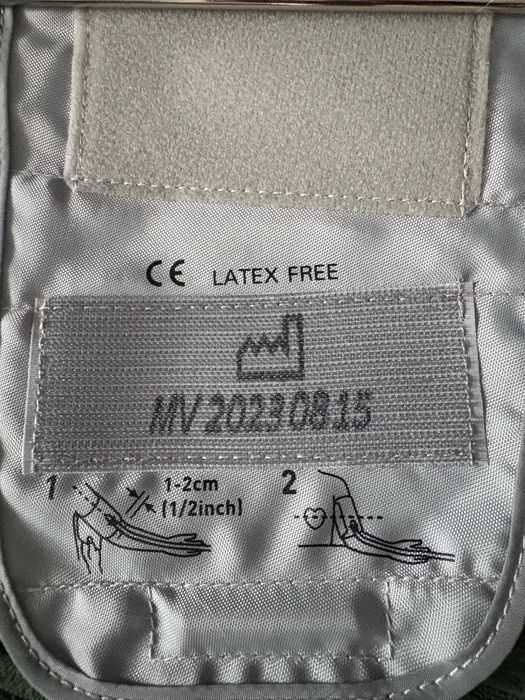 CE LATEX FREE
MV 20230815
1 1-2cm 2
(1/2inch)